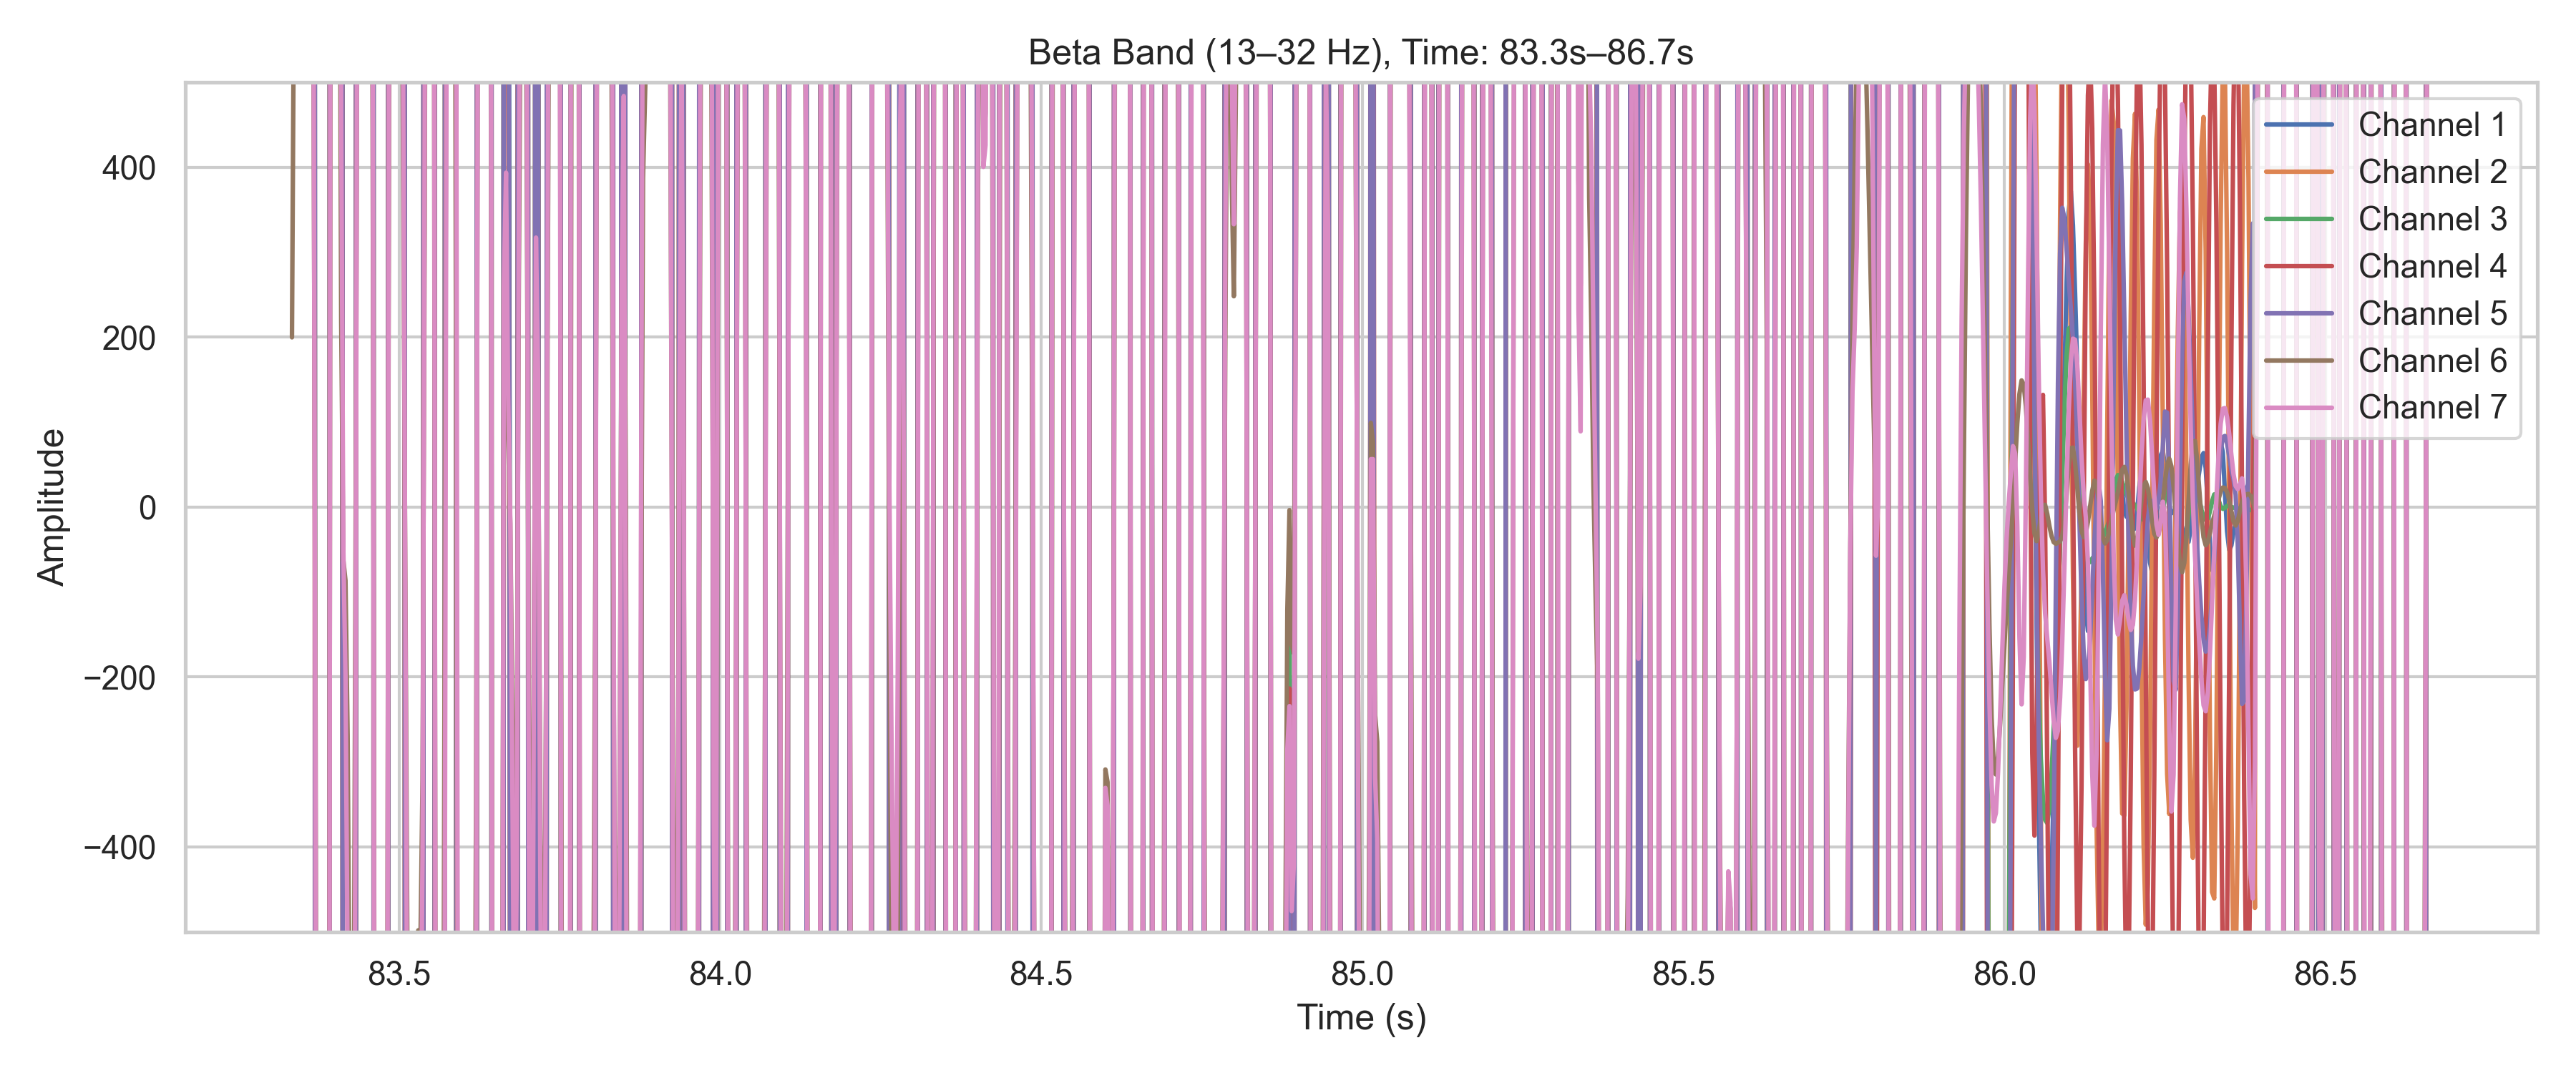 Beta Band (13–32 Hz), Time: 83.3s–86.7s
Amplitude
400
200
0
−200
−400
83.5
84.0
84.5
85.0
85.5
86.0
86.5
Time (s)
Channel 1
Channel 2
Channel 3
Channel 4
Channel 5
Channel 6
Channel 7